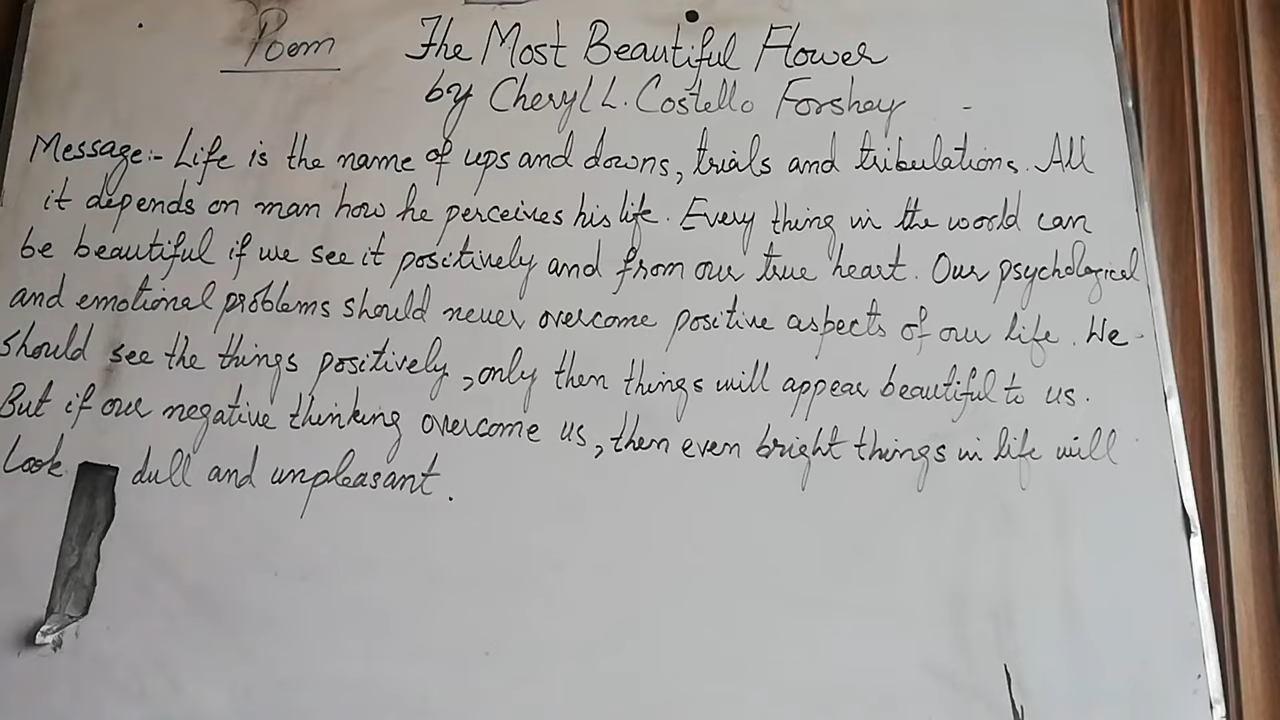 Poem The Most Beautiful Flower
by Cheryl L. Costello Forshey
Message:- Life is the name of ups and downs, trials and tribulations. All
it depends on man how he perceives his life. Every thing in the world can
be beautiful if we see it positively and from our true heart. Our psychological
and emotional problems should never overcome positive aspects of our life. We
should see the things positively, only then things will appear beautiful to us.
But if our negative thinking overcome us, then even bright things in life will
look dull and unpleasant.